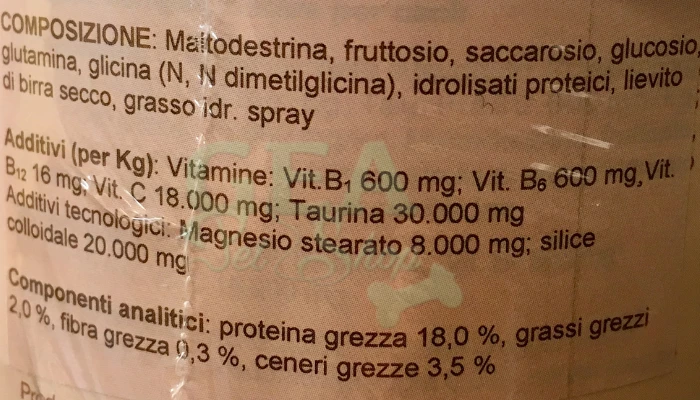 COMPOSIZIONE: Maltodestrina, fruttosio, saccarosio, glucosio,
glutamina, glicina (N, N dimetilglicina), idrolisati proteici, lievito
di birra secco, grasso idr. spray
Additivi (per Kg): Vitamine: Vit.B₁ 600 mg; Vit. B₆ 600 mg, Vit.
B₁₂ 16 mg; Vit. C 18.000 mg; Taurina 30.000 mg
Additivi tecnologici: Magnesio stearato 8.000 mg; silice
colloidale 20.000 mg
Componenti analitici: proteina grezza 18,0 %, grassi grezzi
2,0 %, fibra grezza 0,3 %, ceneri grezze 3,5 %